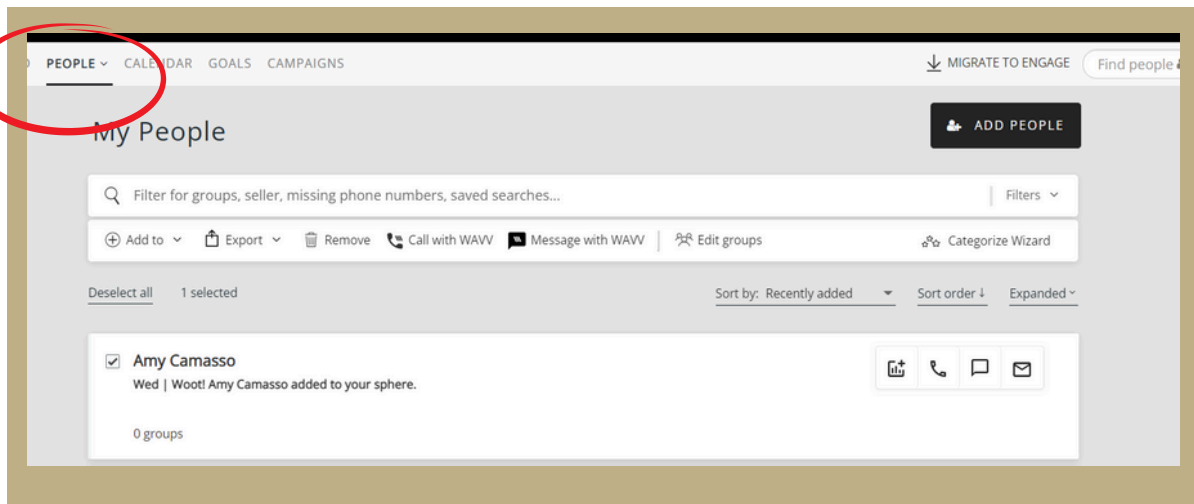 PEOPLE CALENDAR GOALS CAMPAIGNS MIGRATE TO ENGAGE Find people
My People ADD PEOPLE
Filter for groups, seller, missing phone numbers, saved searches... Filters
Add to Export Remove Call with WAVV Message with WAVV Edit groups Categorize Wizard
Deselect all 1 selected Sort by: Recently added Sort order↓ Expanded
Amy Camasso
Wed | Woot! Amy Camasso added to your sphere.
0 groups